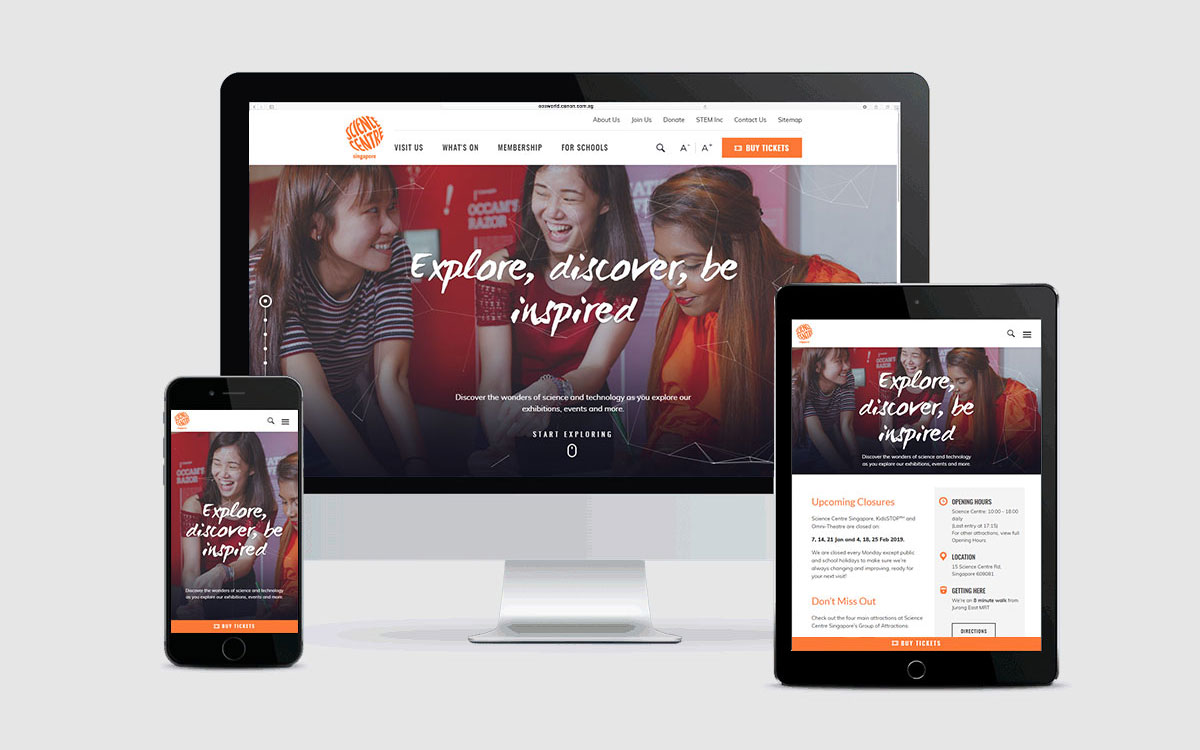 eosworld.canon.com.sg
About Us Join Us Donate STEM Inc Contact Us Sitemap
SCIENCE
CENTRE
singapore
VISIT US WHAT'S ON MEMBERSHIP FOR SCHOOLS A- A+ BUY TICKETS
OCCAM'S
RAZOR
Explore, discover, be
inspired
Discover the wonders of science and technology as you explore our
exhibitions, events and more.
START EXPLORING
SCIENCE
CENTRE
OCCAM'S
RAZOR
Explore,
discover, be
inspired
Discover the wonders of science and technology
as you explore our exhibitions, events and more.
BUY TICKETS
SCIENCE
CENTRE
OCCAM'S
RAZOR
Explore,
discover, be
inspired
Discover the wonders of science and technology
as you explore our exhibitions, events and more.
Upcoming Closures
Science Centre Singapore, KidsSTOP™ and
Omni-Theatre are closed on:
7, 14, 21 Jan and 4, 18, 25 Feb 2019.
We are closed every Monday except public
and school holidays to make sure we're
always changing and improving, ready for
your next visit!
Don't Miss Out
Check out the four main attractions at Science
Centre Singapore's Group of Attractions
OPENING HOURS
Science Centre: 10:00 - 18:00
daily
(Last entry at 17:15)
For other attractions, view full
Opening Hours.
LOCATION
15 Science Centre Rd,
Singapore 609081
GETTING HERE
We're an 8 minute walk from
Jurong East MRT
DIRECTIONS
BUY TICKETS